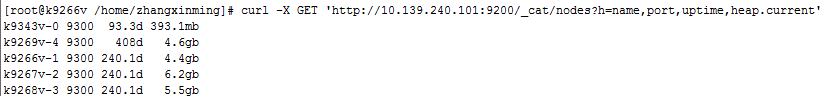 [root@k9266v /home/zhangxinming]# curl -X GET 'http://10.139.240.101:9200/_cat/nodes?h=name,port,uptime,heap.current'
k9343v-0 9300  93.3d 393.1mb
k9269v-4 9300   408d   4.6gb
k9266v-1 9300 240.1d   4.4gb
k9267v-2 9300 240.1d   6.2gb
k9268v-3 9300 240.1d   5.5gb